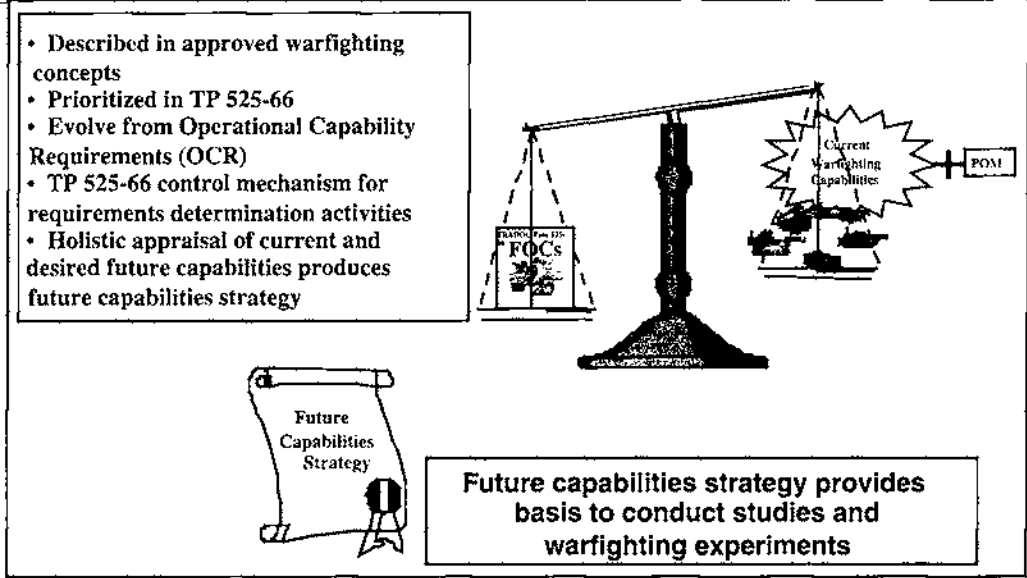 • Described in approved warfighting
concepts
• Prioritized in TP 525-66
• Evolve from Operational Capability
Requirements (OCR)
• TP 525-66 control mechanism for
requirements determination activities
• Holistic appraisal of current and
desired future capabilities produces
future capabilities strategy
Current
Warfighting
Capabilities
POM
FOCs
Future
Capabilities
Strategy
Future capabilities strategy provides
basis to conduct studies and
warfighting experiments